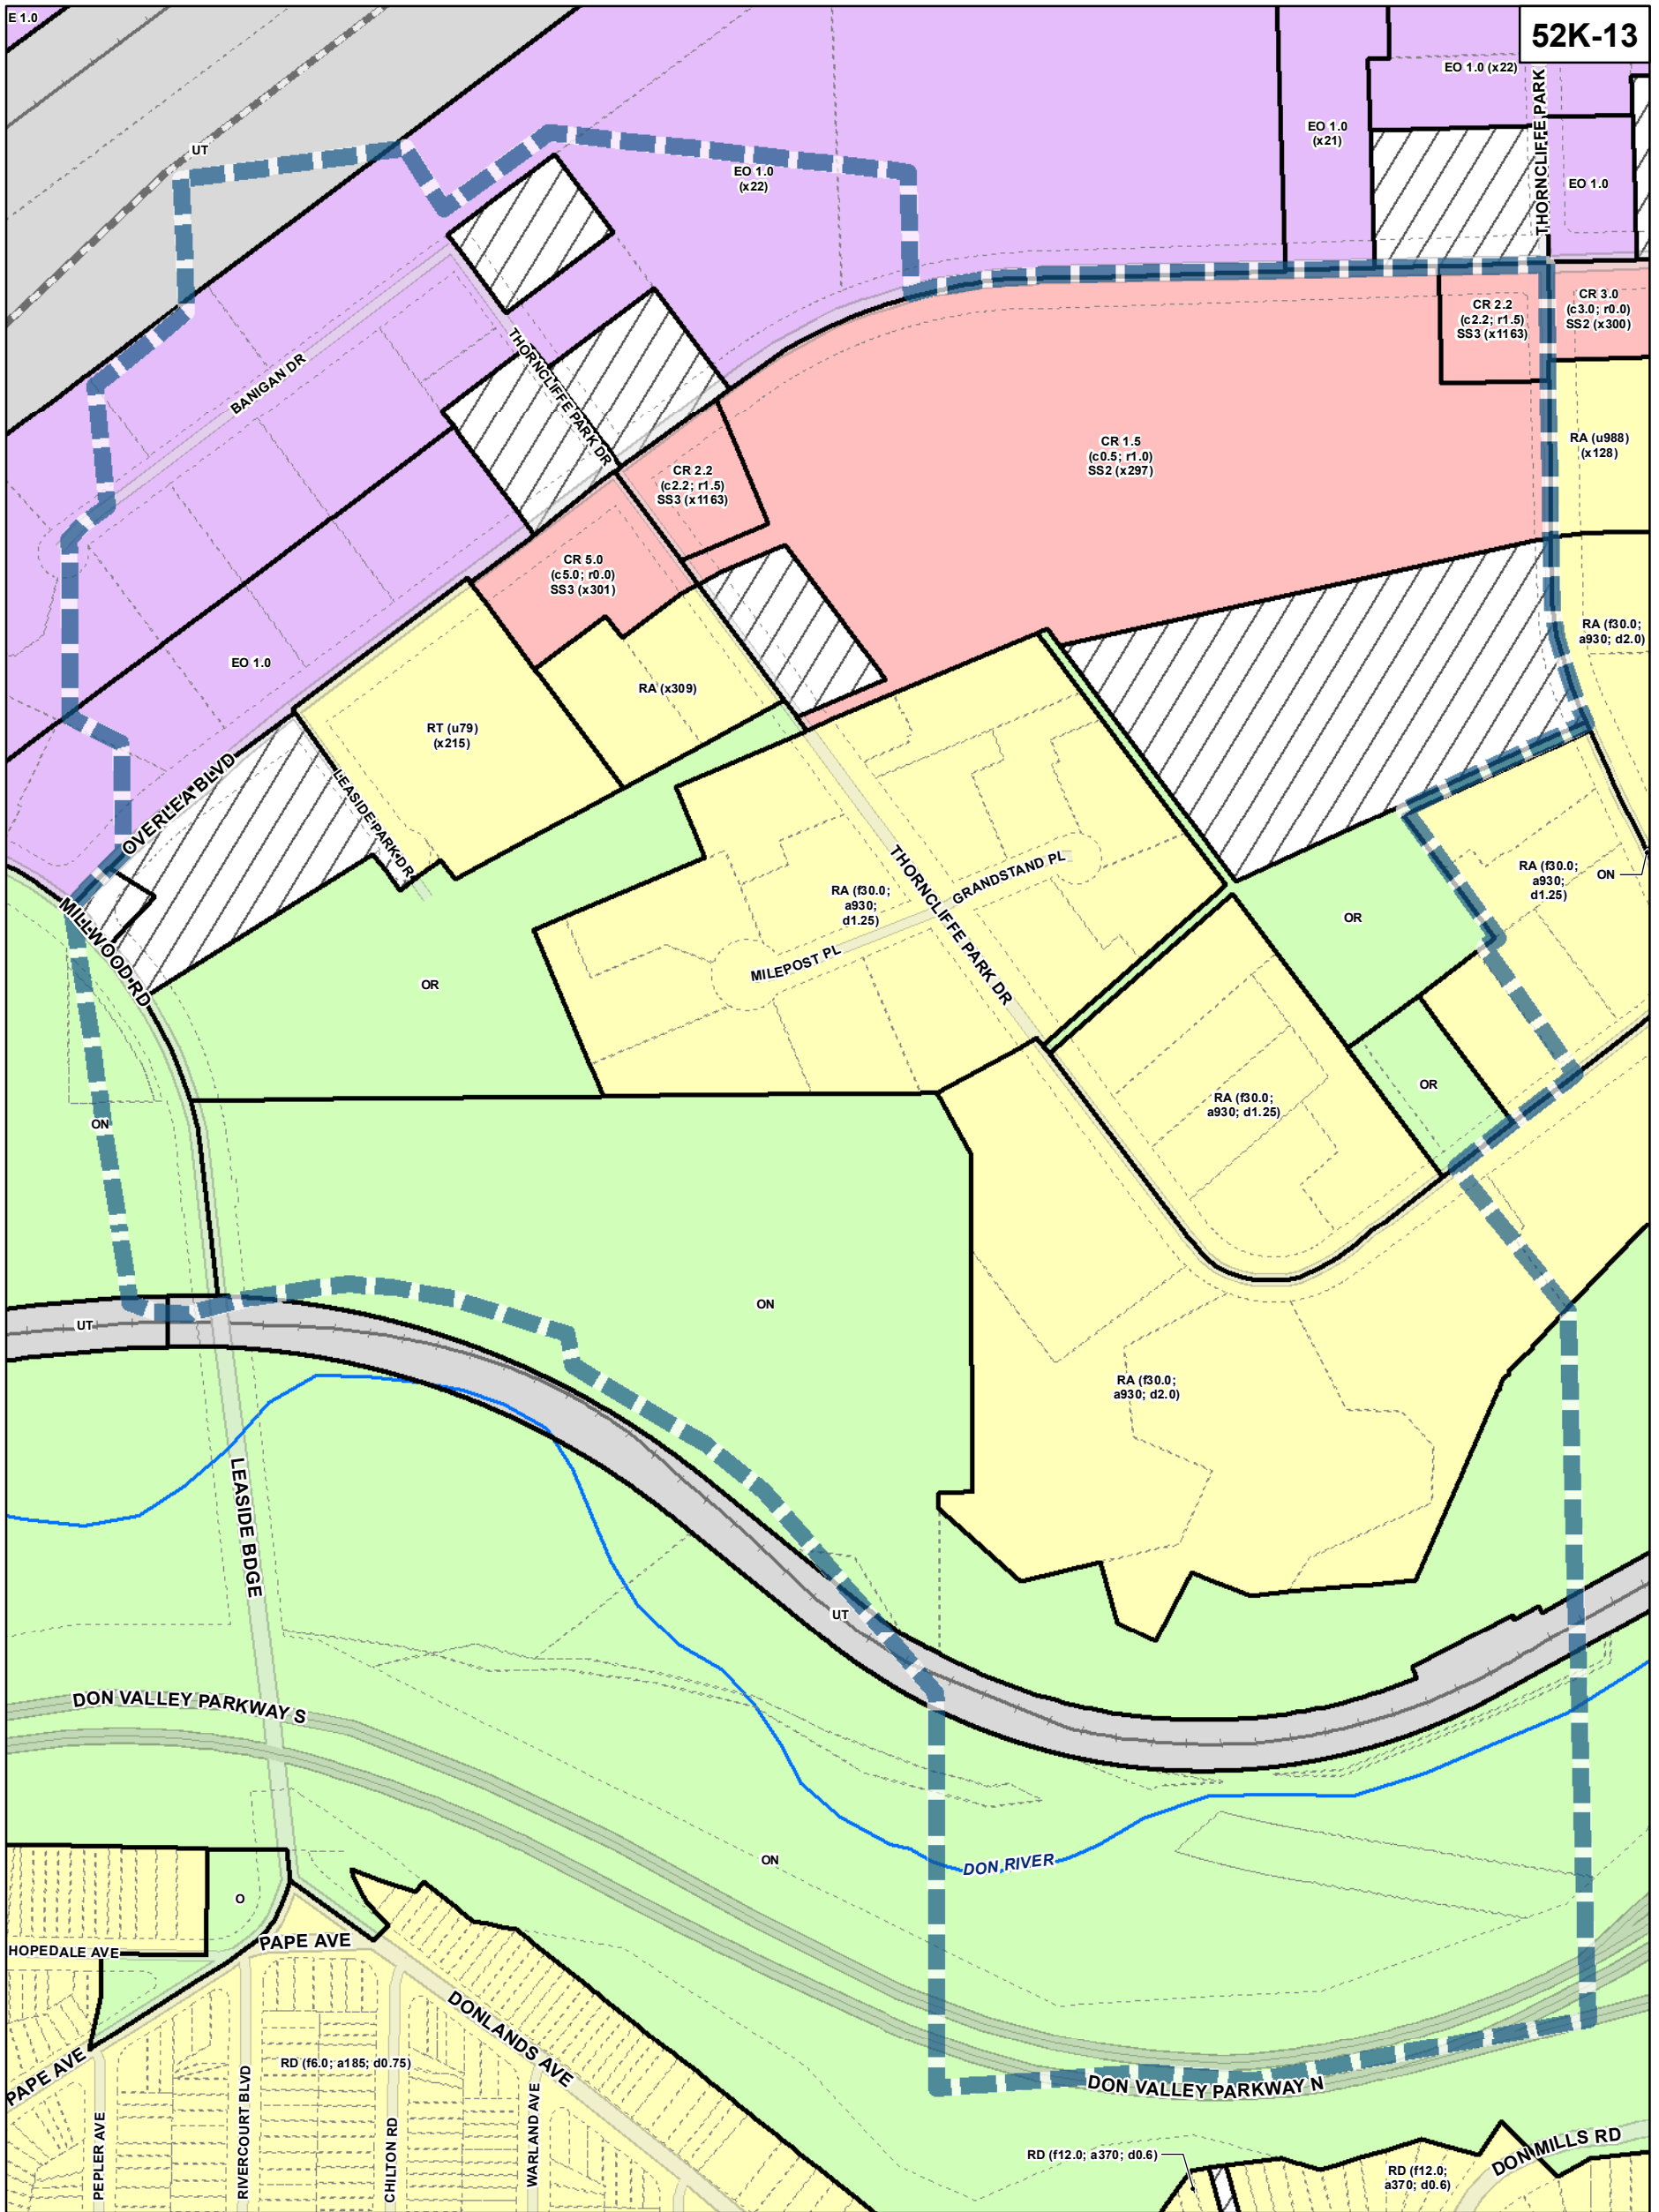 E 1.0
52K-13
EO 1.0 (x22)
THORNCLIFFE PARK
UT
EO 1.0
(x21)
EO 1.0
(x22)
EO 1.0
CR 2.2
(c2.2; r1.5)
SS3 (x1163)
CR 3.0
(c3.0; r0.0)
SS2 (x300)
BANIGAN DR
THORNCLIFFE PARK DR
RA (u988)
(x128)
CR 1.5
(c0.5; r1.0)
SS2 (x297)
CR 2.2
(c2.2; r1.5)
SS3 (x1163)
CR 5.0
(c5.0; r0.0)
SS3 (x301)
RA (f30.0;
a930; d2.0)
EO 1.0
RA (x309)
RT (u79)
(x215)
OVERLEA BLVD
LEASIDE PARK DR
THORNCLIFFE PARK DR
GRANDSTAND PL
RA (f30.0;
a930;
d1.25)
RA (f30.0;
a930;
d1.25)
ON
OR
MILLWOOD RD
MILEPOST PL
OR
OR
RA (f30.0;
a930; d1.25)
ON
ON
UT
RA (f30.0;
a930; d2.0)
LEASIDE BDGE
UT
DON VALLEY PARKWAY S
ON
DON RIVER
O
HOPEDALE AVE
PAPE AVE
DONLANDS AVE
PAPE AVE
RD (f6.0; a185; d0.75)
DON VALLEY PARKWAY N
PEPLER AVE
RIVERCOURT BLVD
CHILTON RD
WARLAND AVE
RD (f12.0; a370; d0.6)
RD (f12.0;
a370; d0.6)
DON MILLS RD